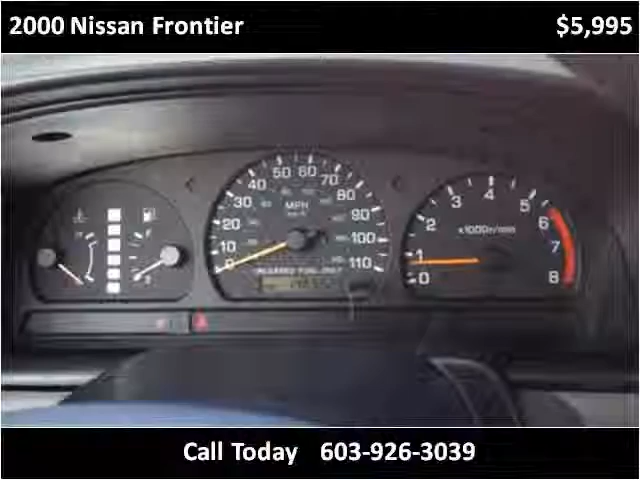 2000 Nissan Frontier $5,995
50 60
40 70
30 80
20 MPH 90
10 100
0 110
UNLEADED FUEL ONLY
3 4 5
2 6
x1000r/min
1 7
0 8
H F
C E
Call Today 603-926-3039